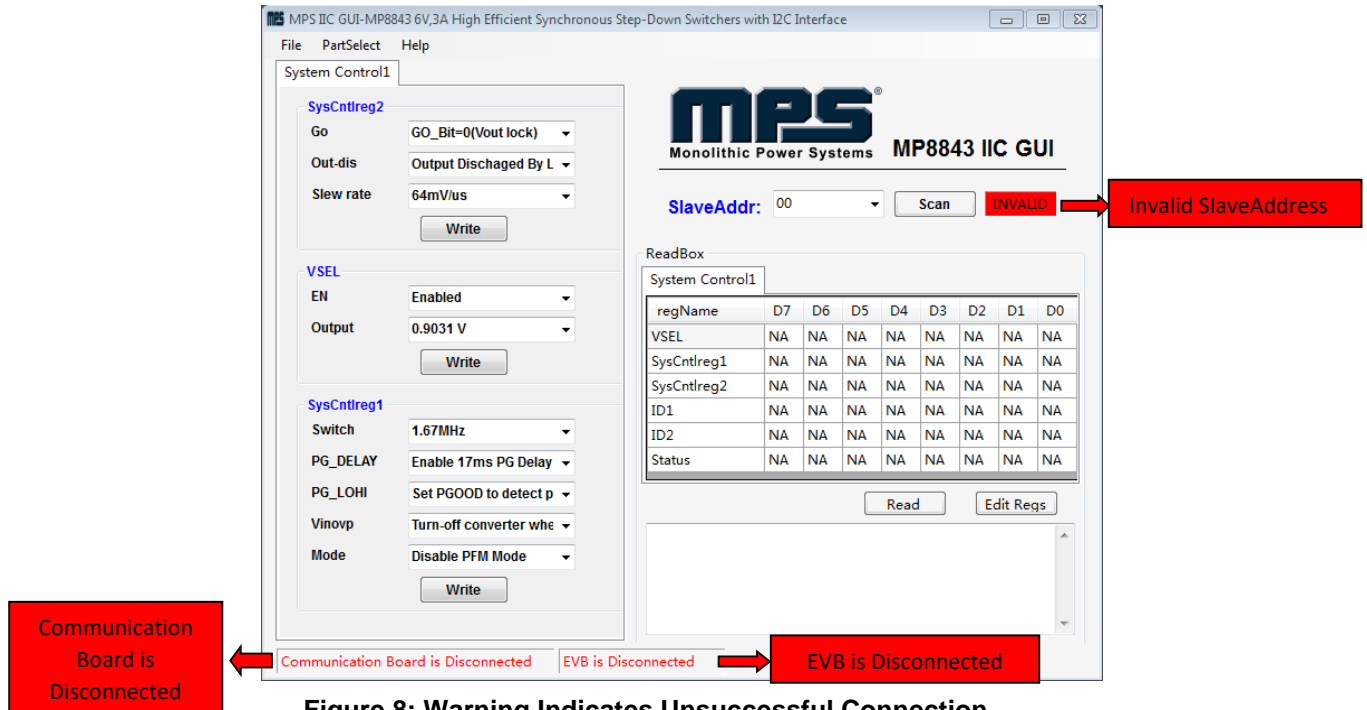 MPS IIC GUI-MP8843 6V,3A High Efficient Synchronous Step-Down Switchers with I2C Interface
File PartSelect Help
System Control1
SysCntlreg2
Go GO_Bit=0(Vout lock)
Out-dis Output Dischaged By L
Slew rate 64mV/us
Write
VSEL
EN Enabled
Output 0.9031 V
Write
SysCntlreg1
Switch 1.67MHz
PG_DELAY Enable 17ms PG Delay
PG_LOHI Set PGOOD to detect p
Vinovp Turn-off converter whe
Mode Disable PFM Mode
Write
mps®
Monolithic Power Systems
MP8843 IIC GUI
SlaveAddr: 00 Scan INVALID
Invalid SlaveAddress
ReadBox
System Control1
regName D7 D6 D5 D4 D3 D2 D1 D0
VSEL NA NA NA NA NA NA NA NA
SysCntlreg1 NA NA NA NA NA NA NA NA
SysCntlreg2 NA NA NA NA NA NA NA NA
ID1 NA NA NA NA NA NA NA NA
ID2 NA NA NA NA NA NA NA NA
Status NA NA NA NA NA NA NA NA
Read Edit Regs
Communication
Board is
Disconnected
Communication Board is Disconnected EVB is Disconnected
EVB is Disconnected
Figure 8: Warning Indicates Unsuccessful Connection